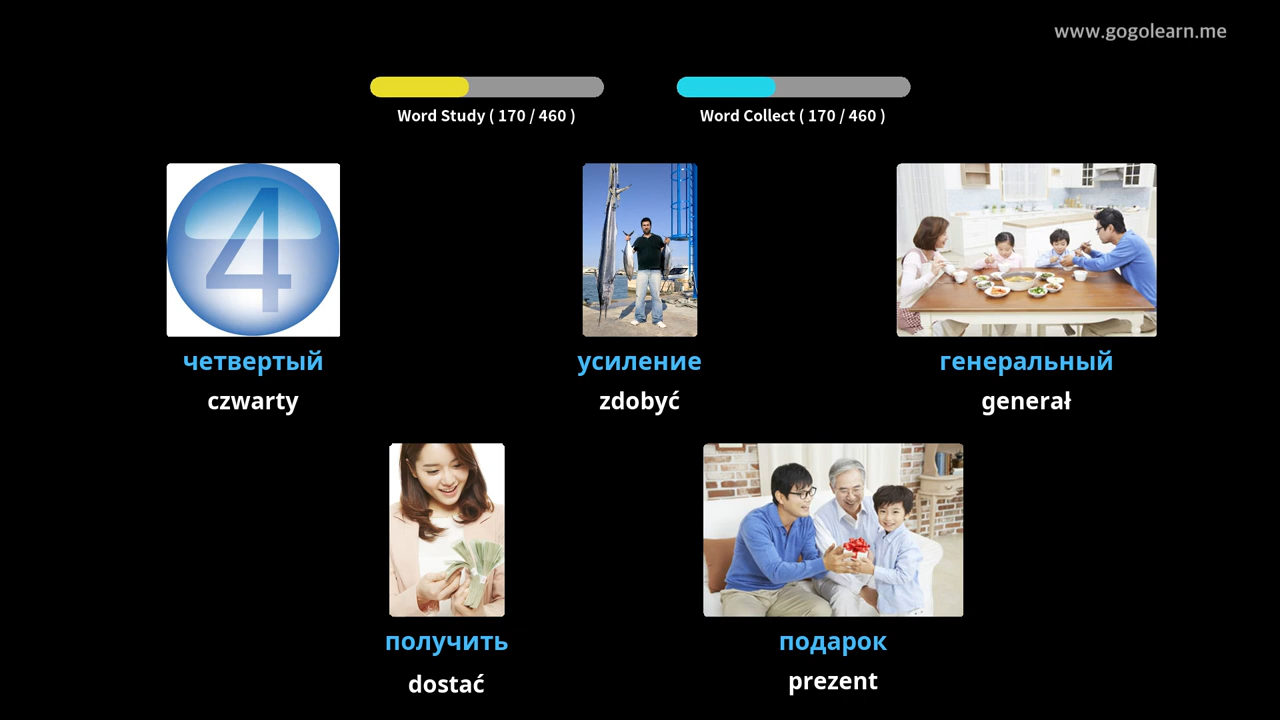 www.gogolearn.me
Word Study ( 170 / 460 )
Word Collect ( 170 / 460 )
4
четвертый
усиление
генеральный
czwarty
zdobyć
generał
получить
подарок
dostać
prezent